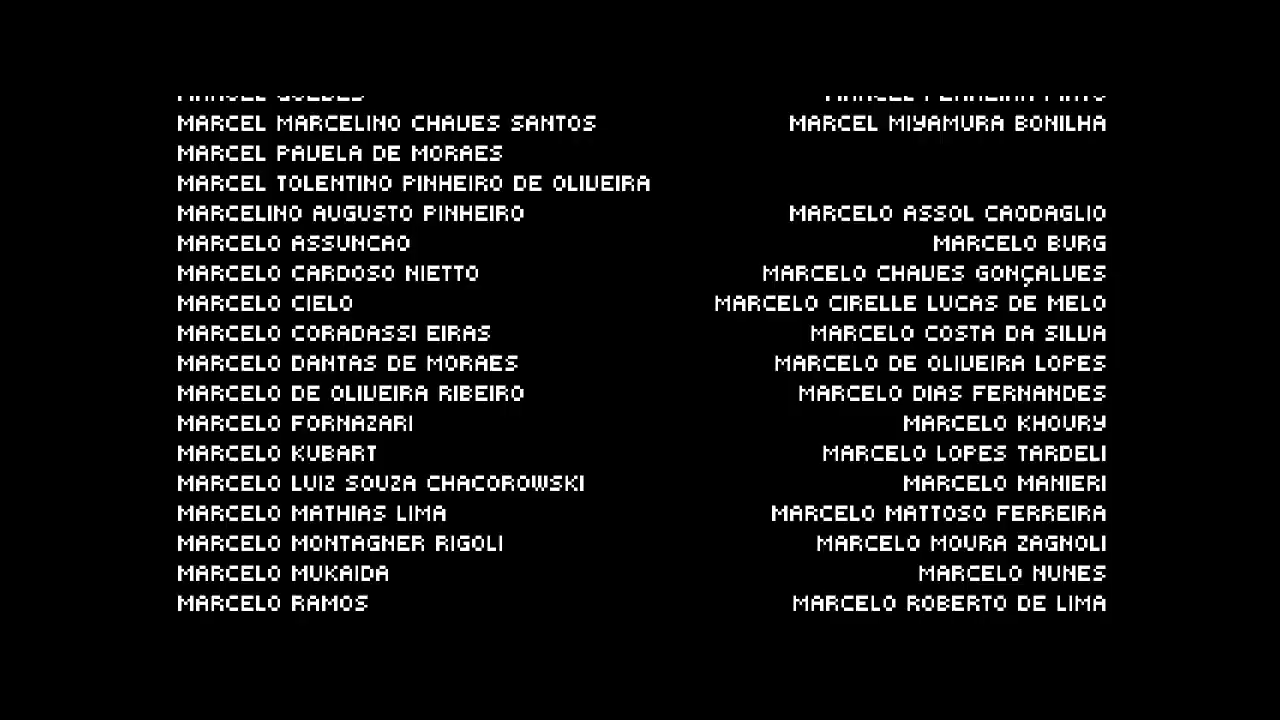 MARCEL MARCELINO CHAVES SANTOS MARCEL MIYAMURA BONILHA
MARCEL PAVELA DE MORAES
MARCEL TOLENTINO PINHEIRO DE OLIVEIRA
MARCELINO AUGUSTO PINHEIRO MARCELO ASSOL CAODAGLIO
MARCELO ASSUNCAO MARCELO BURG
MARCELO CARDOSO NIETTO MARCELO CHAVES GONÇALVES
MARCELO CIELO MARCELO CIRELLE LUCAS DE MELO
MARCELO CORADASSI EIRAS MARCELO COSTA DA SILVA
MARCELO DANTAS DE MORAES MARCELO DE OLIVEIRA LOPES
MARCELO DE OLIVEIRA RIBEIRO MARCELO DIAS FERNANDES
MARCELO FORNAZARI MARCELO KHOURY
MARCELO KUBART MARCELO LOPES TARDELI
MARCELO LUIZ SOUZA CHACOROWSKI MARCELO MANIERI
MARCELO MATHIAS LIMA MARCELO MATTOSO FERREIRA
MARCELO MONTAGNER RIGOLI MARCELO MOURA ZAGNOLI
MARCELO MUKAIDA MARCELO NUNES
MARCELO RAMOS MARCELO ROBERTO DE LIMA